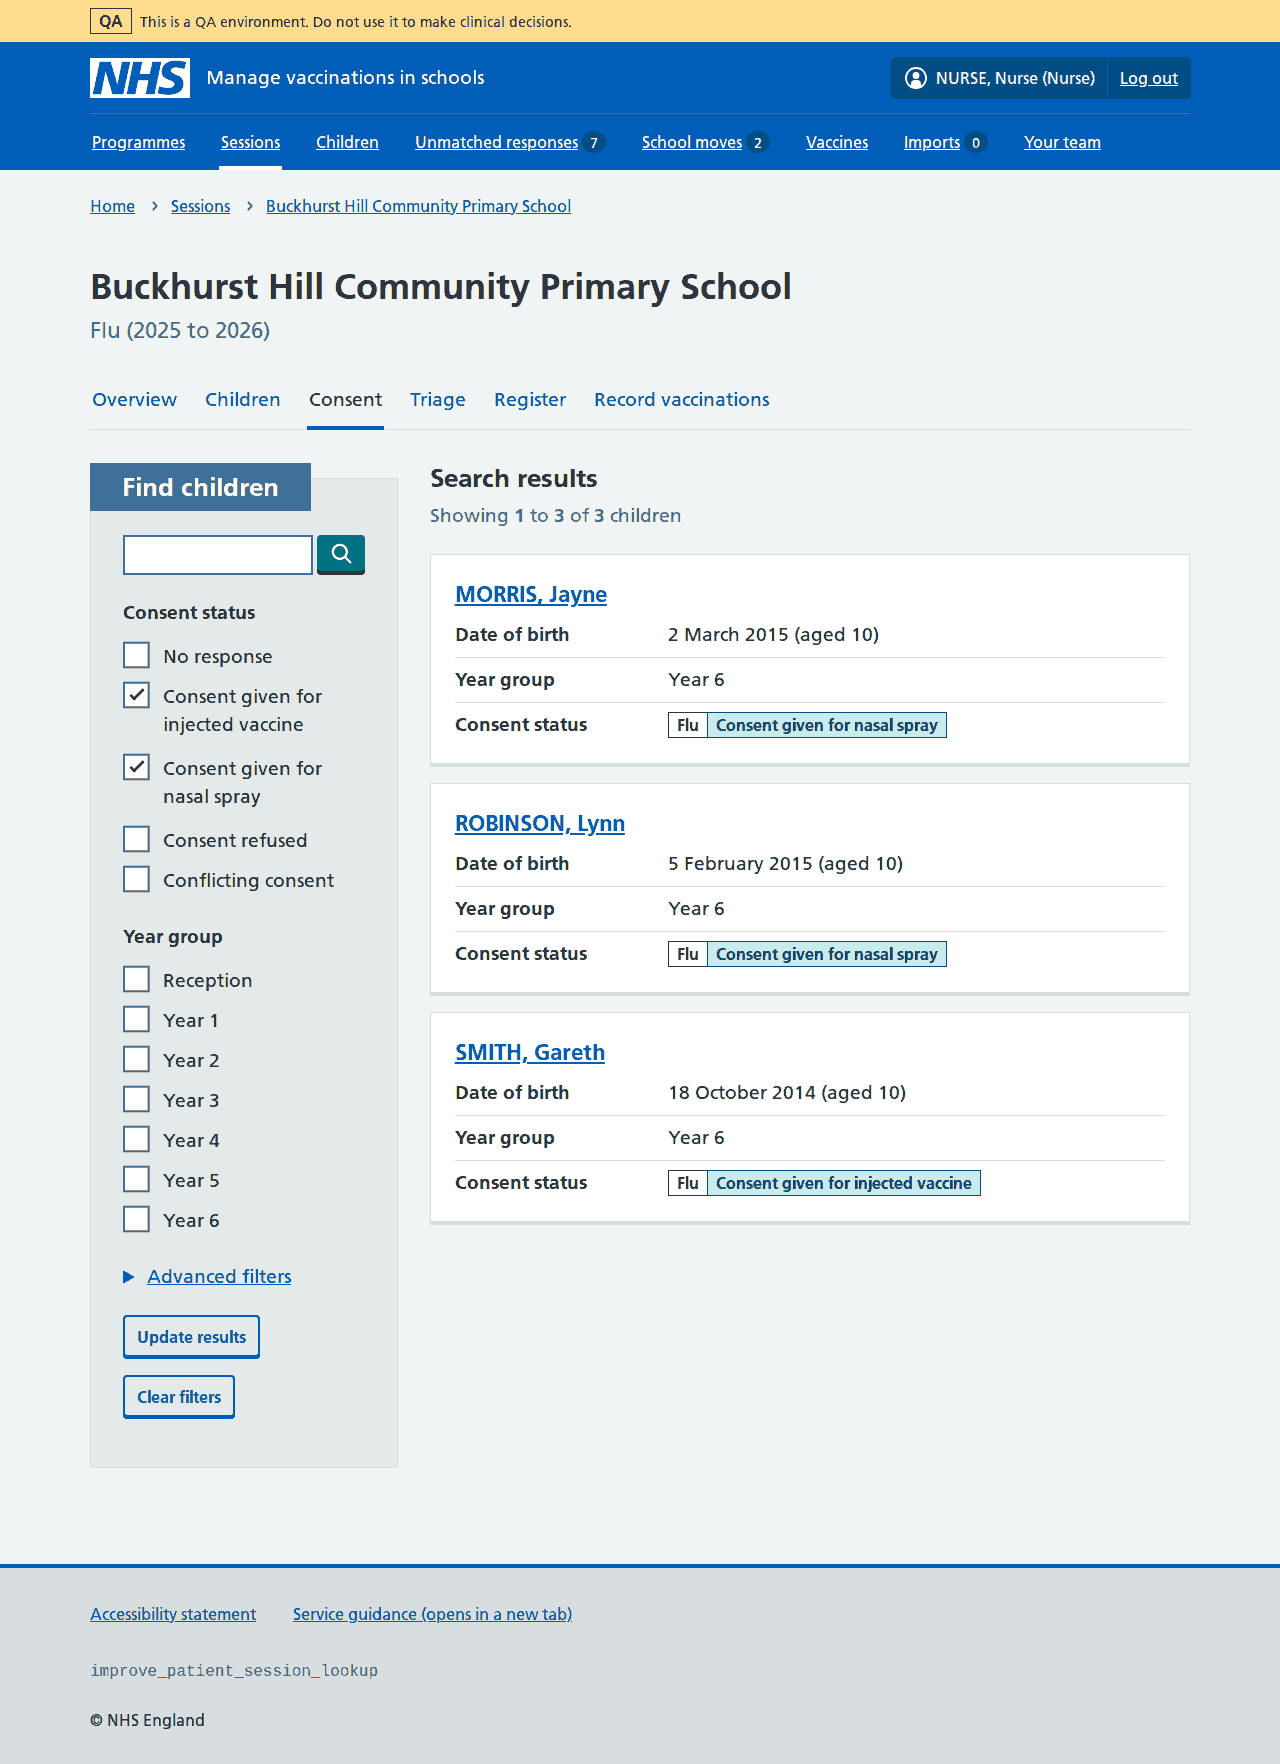 QA This is a QA environment. Do not use it to make clinical decisions.
NHS Manage vaccinations in schools NURSE, Nurse (Nurse) Log out
Programmes Sessions Children Unmatched responses 7 School moves 2 Vaccines Imports 0 Your team
Home Sessions Buckhurst Hill Community Primary School
Buckhurst Hill Community Primary School
Flu (2025 to 2026)
Overview Children Consent Triage Register Record vaccinations
Find children
Consent status
No response
Consent given for
injected vaccine
Consent given for
nasal spray
Consent refused
Conflicting consent
Year group
Reception
Year 1
Year 2
Year 3
Year 4
Year 5
Year 6
Advanced filters
Update results
Clear filters
Search results
Showing 1 to 3 of 3 children
MORRIS, Jayne
Date of birth 2 March 2015 (aged 10)
Year group Year 6
Consent status Flu Consent given for nasal spray
ROBINSON, Lynn
Date of birth 5 February 2015 (aged 10)
Year group Year 6
Consent status Flu Consent given for nasal spray
SMITH, Gareth
Date of birth 18 October 2014 (aged 10)
Year group Year 6
Consent status Flu Consent given for injected vaccine
Accessibility statement Service guidance (opens in a new tab)
improve_patient_session_lookup
© NHS England